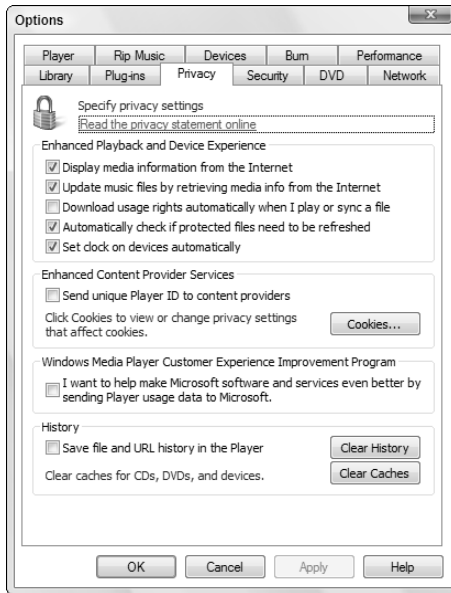 Options
Player Rip Music Devices Burn Performance
Library Plug-ins Privacy Security DVD Network
Specify privacy settings
Read the privacy statement online
Enhanced Playback and Device Experience
Display media information from the Internet
Update music files by retrieving media info from the Internet
Download usage rights automatically when I play or sync a file
Automatically check if protected files need to be refreshed
Set clock on devices automatically
Enhanced Content Provider Services
Send unique Player ID to content providers
Click Cookies to view or change privacy settings
that affect cookies.
Cookies...
Windows Media Player Customer Experience Improvement Program
I want to help make Microsoft software and services even better by
sending Player usage data to Microsoft.
History
Save file and URL history in the Player Clear History
Clear caches for CDs, DVDs, and devices. Clear Caches
OK Cancel Apply Help